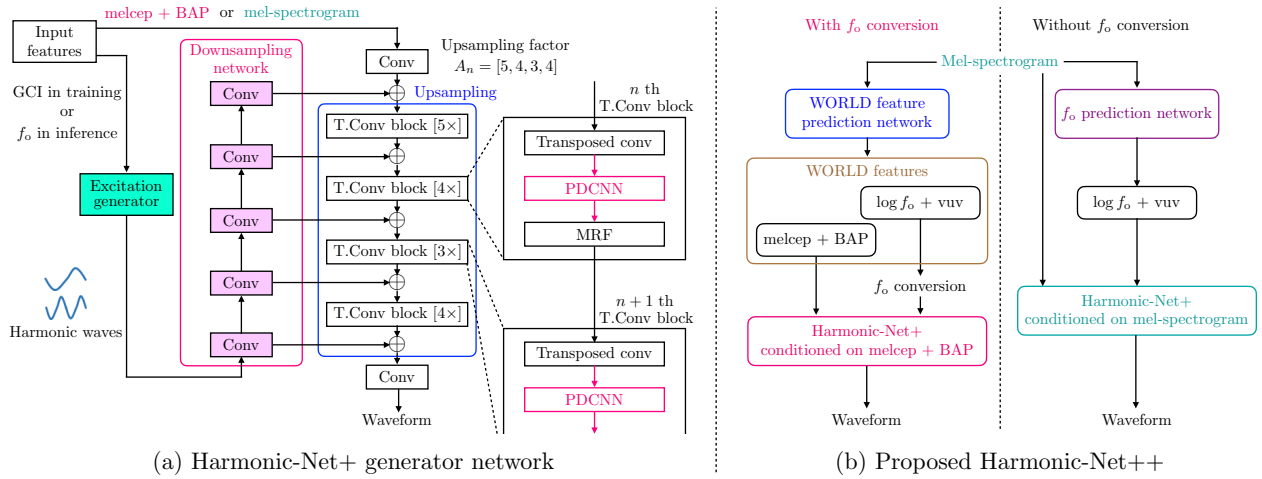 melcep + BAP or mel-spectrogram
Input
features
Downsampling
network
GCI in training
or
f_o in inference
Excitation
generator
Harmonic waves
Conv
Conv
Conv
Conv
Conv
Conv
Upsampling factor
A_n = [5, 4, 3, 4]
Upsampling
T.Conv block [5×]
T.Conv block [4×]
T.Conv block [3×]
T.Conv block [4×]
Conv
Waveform
n th
T.Conv block
Transposed conv
PDCNN
MRF
n + 1 th
T.Conv block
Transposed conv
PDCNN
(a) Harmonic-Net+ generator network
With f_o conversion
Without f_o conversion
Mel-spectrogram
WORLD feature
prediction network
WORLD features
log f_o + vuv
melcep + BAP
f_o conversion
Harmonic-Net+
conditioned on melcep + BAP
Waveform
f_o prediction network
log f_o + vuv
Harmonic-Net+
conditioned on mel-spectrogram
Waveform
(b) Proposed Harmonic-Net++